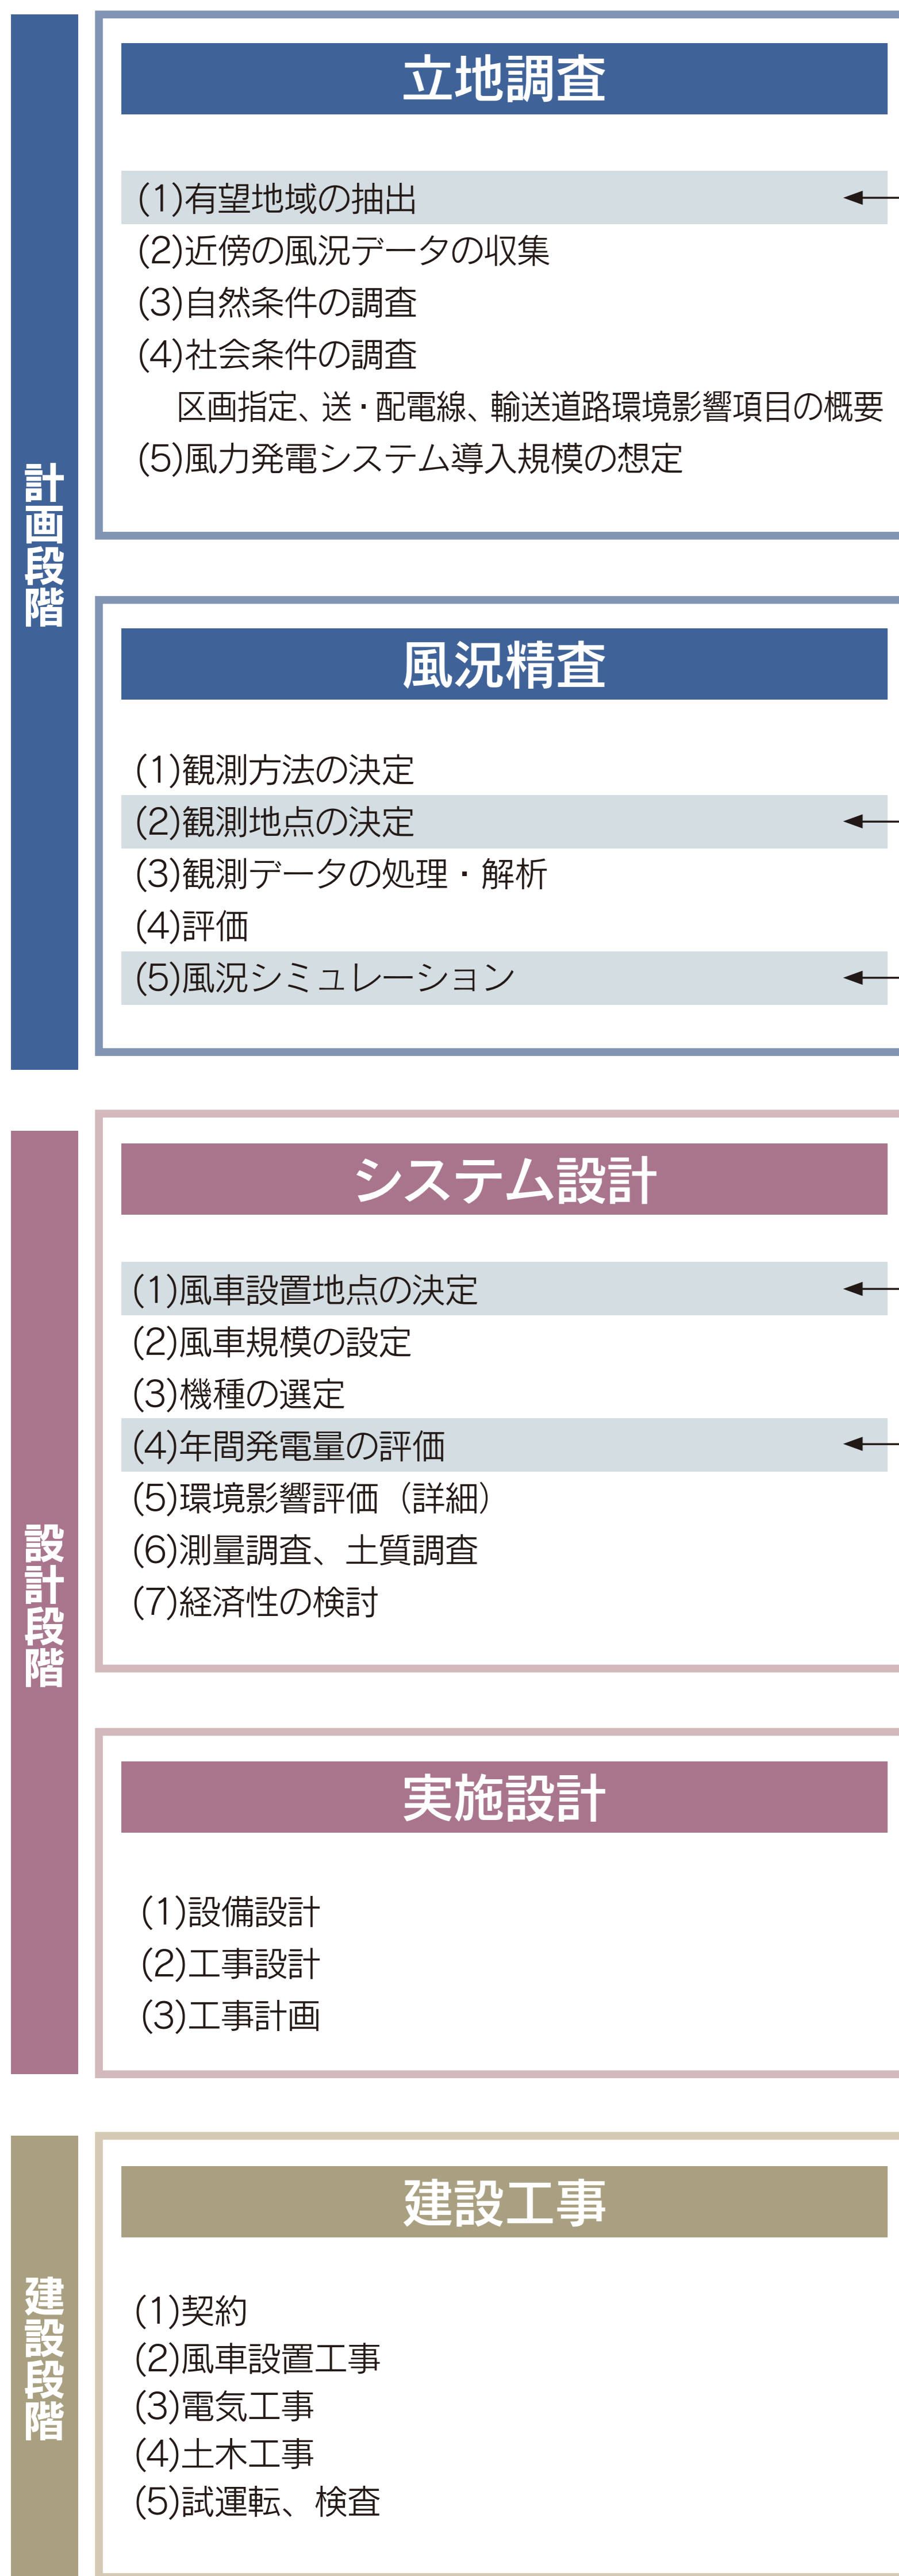 計画段階
立地調査
(1)有望地域の抽出
(2)近傍の風況データの収集
(3)自然条件の調査
(4)社会条件の調査
区画指定、送・配電線、輸送道路環境影響項目の概要
(5)風力発電システム導入規模の想定
風況精査
(1)観測方法の決定
(2)観測地点の決定
(3)観測データの処理・解析
(4)評価
(5)風況シミュレーション
設計段階
システム設計
(1)風車設置地点の決定
(2)風車規模の設定
(3)機種の選定
(4)年間発電量の評価
(5)環境影響評価（詳細）
(6)測量調査、土質調査
(7)経済性の検討
実施設計
(1)設備設計
(2)工事設計
(3)工事計画
建設段階
建設工事
(1)契約
(2)風車設置工事
(3)電気工事
(4)土木工事
(5)試運転、検査